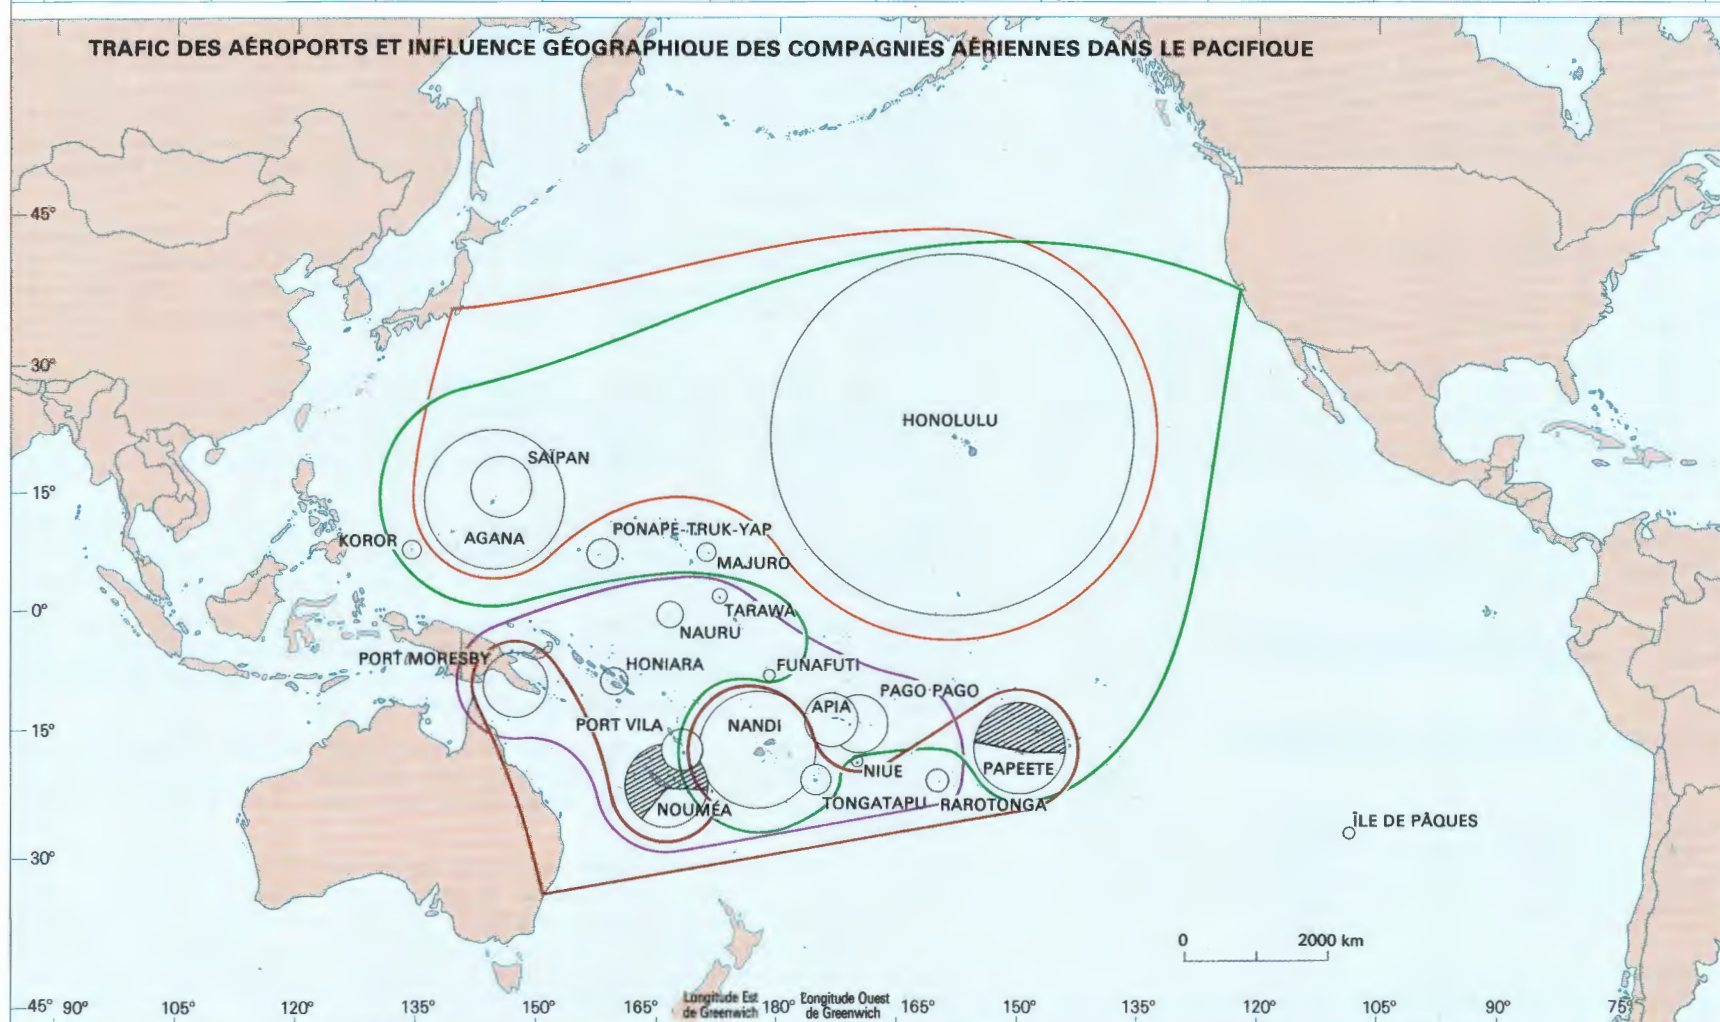 TRAFIC DES AÉROPORTS ET INFLUENCE GÉOGRAPHIQUE DES COMPAGNIES AÉRIENNES DANS LE PACIFIQUE
45°
30°
HONOLULU
SAÏPAN
15°
PONAPE-TRUK-YAP
KOROR
AGANA
MAJURO
0°
TARAWA
NAURU
PORT MORESBY
HONIARA
FUNAFUTI
PAGO PAGO
APIA
15°
PORT VILA
NANDI
NIUE
PAPEETE
NOUMÉA
TONGATAPU
RAROTONGA
ÎLE DE PÂQUES
30°
0 2000 km
Longitude Est
de Greenwich
Longitude Ouest
de Greenwich
45° 90° 105° 120° 135° 150° 165° 180° 165° 150° 135° 120° 105° 90° 75°